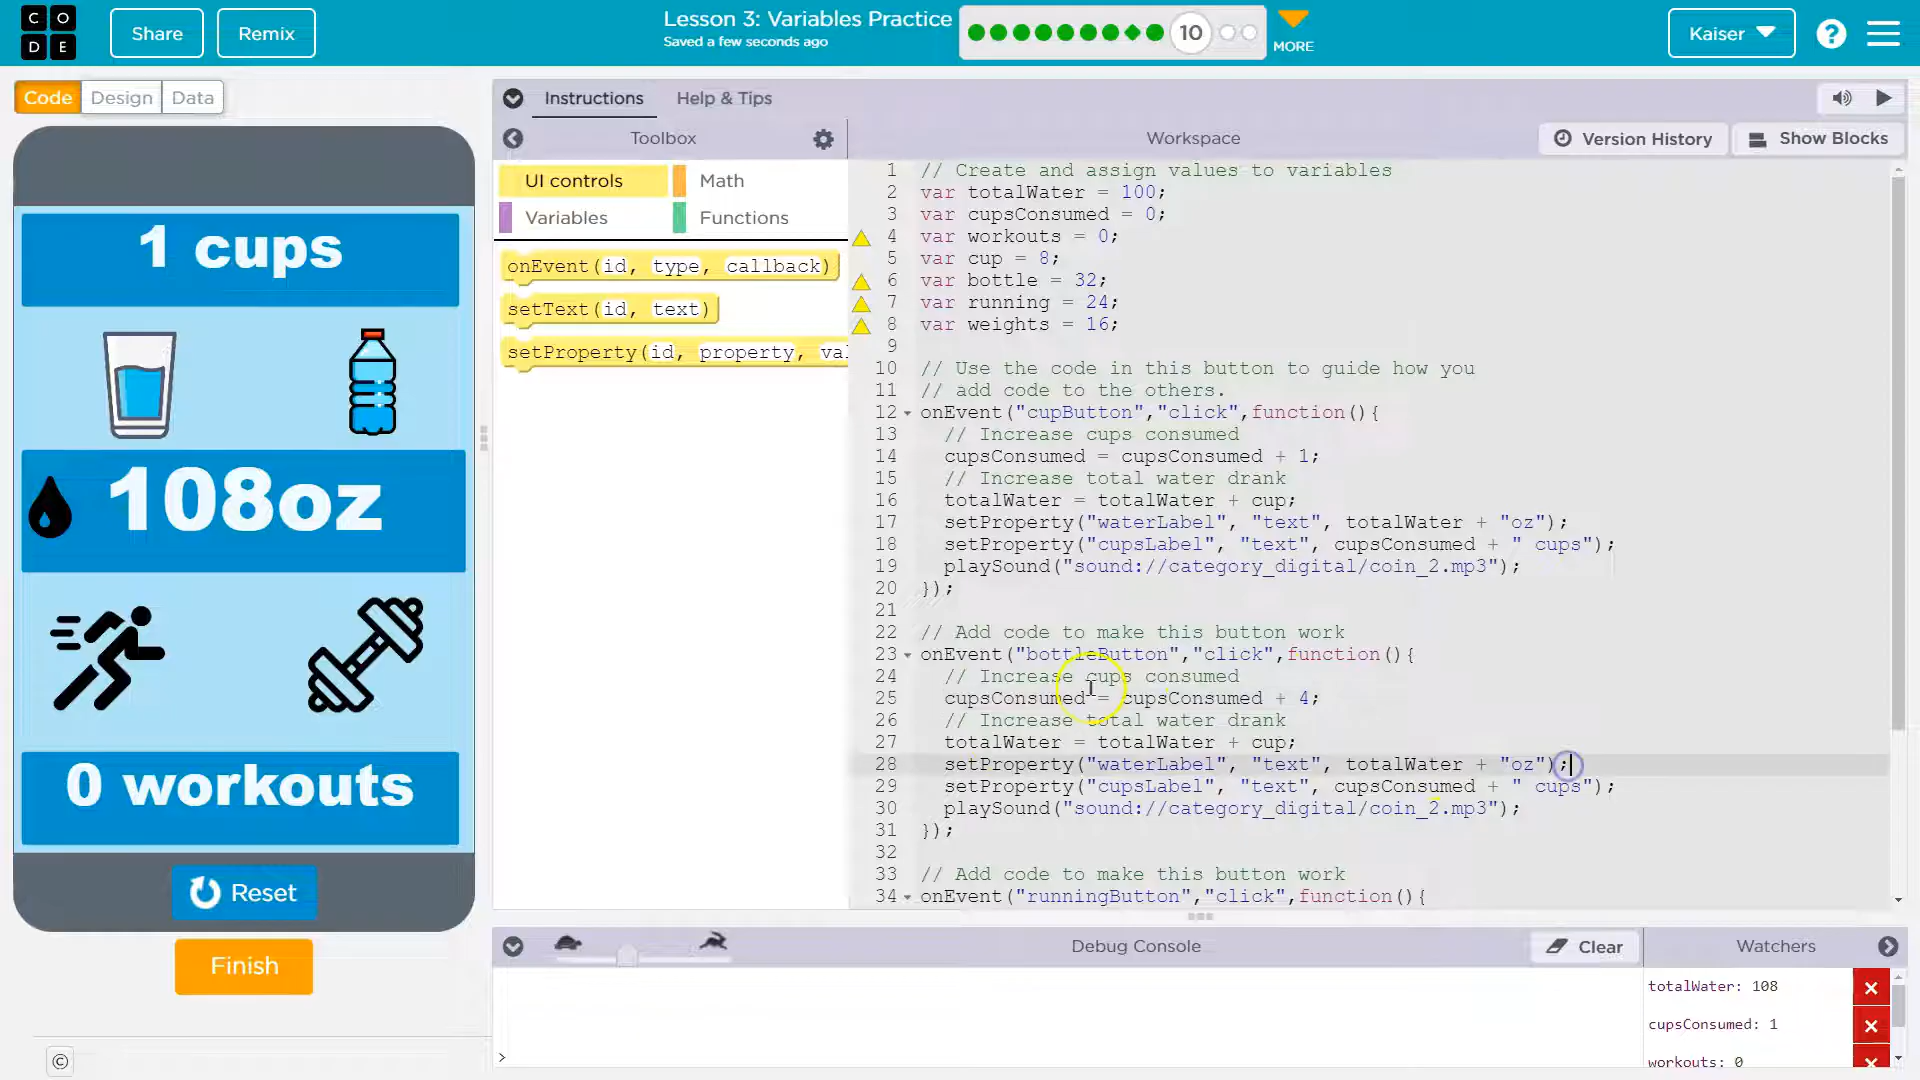 CODE
Share
Remix
Lesson 3: Variables Practice
Saved a few seconds ago
10
MORE
Kaiser
?
Code
Design
Data
Instructions
Help & Tips
Toolbox
Workspace
Version History
Show Blocks
UI controls
Math
Variables
Functions
onEvent(id, type, callback)
setText(id, text)
setProperty(id, property, val
1 cups
108oz
0 workouts
Reset
Finish
©
1 // Create and assign values to variables
2 var totalWater = 100;
3 var cupsConsumed = 0;
4 var workouts = 0;
5 var cup = 8;
6 var bottle = 32;
7 var running = 24;
8 var weights = 16;
9
10 // Use the code in this button to guide how you
11 // add code to the others.
12 onEvent("cupButton","click",function(){
13 // Increase cups consumed
14 cupsConsumed = cupsConsumed + 1;
15 // Increase total water drank
16 totalWater = totalWater + cup;
17 setProperty("waterLabel", "text", totalWater + "oz");
18 setProperty("cupsLabel", "text", cupsConsumed + " cups");
19 playSound("sound://category_digital/coin_2.mp3");
20 });
21
22 // Add code to make this button work
23 onEvent("bottleButton","click",function(){
24 // Increase cups consumed
25 cupsConsumed = cupsConsumed + 4;
26 // Increase total water drank
27 totalWater = totalWater + cup;
28 setProperty("waterLabel", "text", totalWater + "oz");
29 setProperty("cupsLabel", "text", cupsConsumed + " cups");
30 playSound("sound://category_digital/coin_2.mp3");
31 });
32
33 // Add code to make this button work
34 onEvent("runningButton","click",function(){
Debug Console
Clear
Watchers
>
totalWater: 108
cupsConsumed: 1
workouts: 0